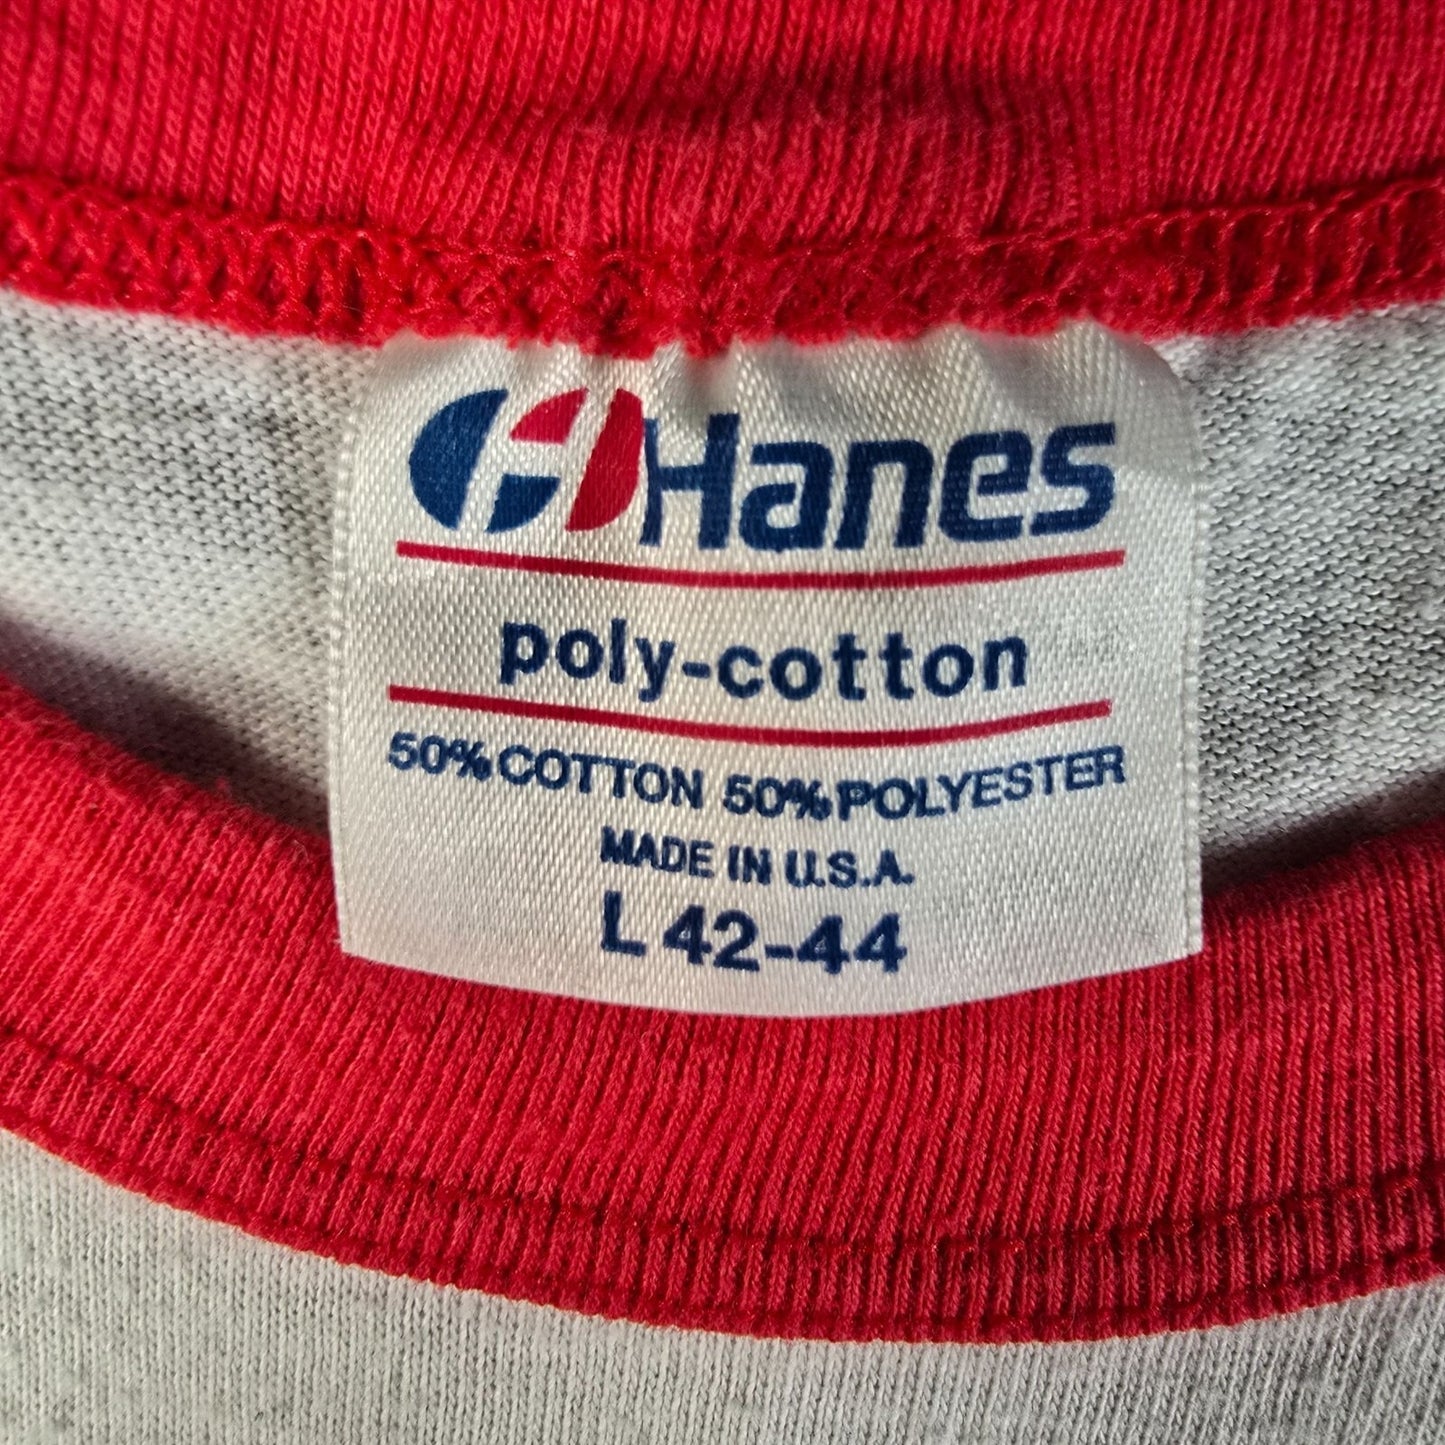 Hanes
poly-cotton
50% COTTON 50% POLYESTER
MADE IN U.S.A.
L 42-44